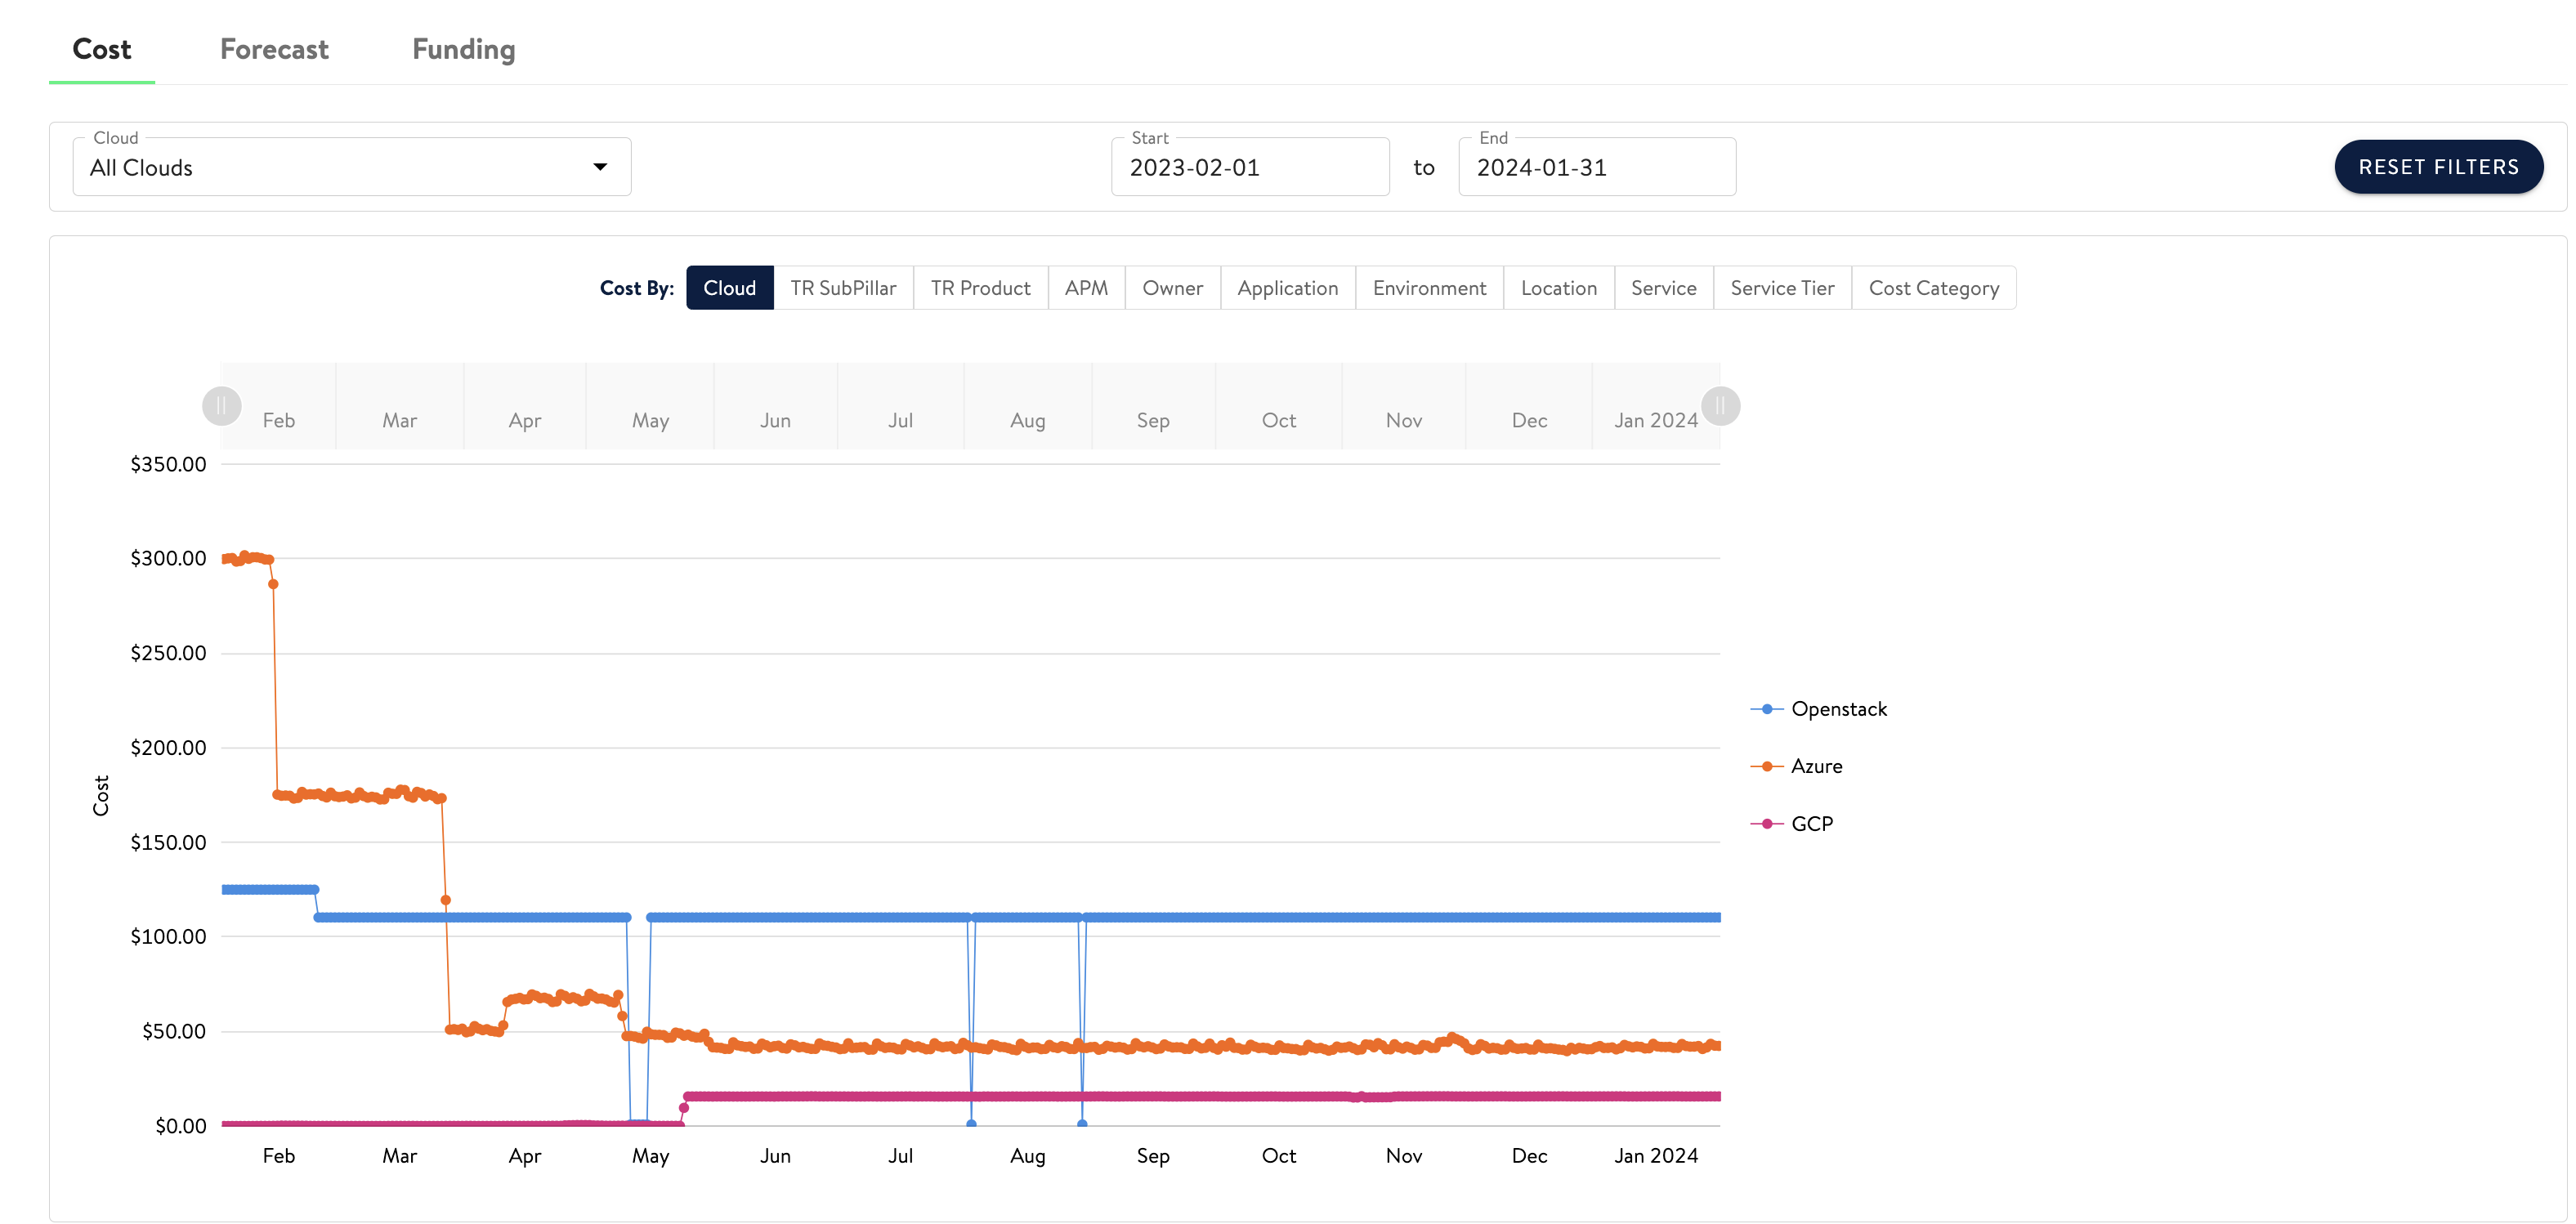 Cost Forecast Funding
Cloud
All Clouds
Start
2023-02-01
to
End
2024-01-31
RESET FILTERS
Cost By: Cloud TR SubPillar TR Product APM Owner Application Environment Location Service Service Tier Cost Category
Feb Mar Apr May Jun Jul Aug Sep Oct Nov Dec Jan 2024
$350.00
$300.00
$250.00
$200.00
$150.00
$100.00
$50.00
$0.00
Cost
Feb Mar Apr May Jun Jul Aug Sep Oct Nov Dec Jan 2024
Openstack
Azure
GCP